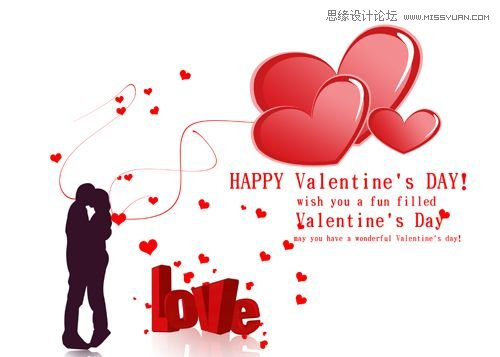 思缘设计论坛 WWW.MISSYUAN.COM
HAPPY Valentine's DAY!
wish you a fun filled
Valentine's Day
may you have a wonderful Valentine's day!
love